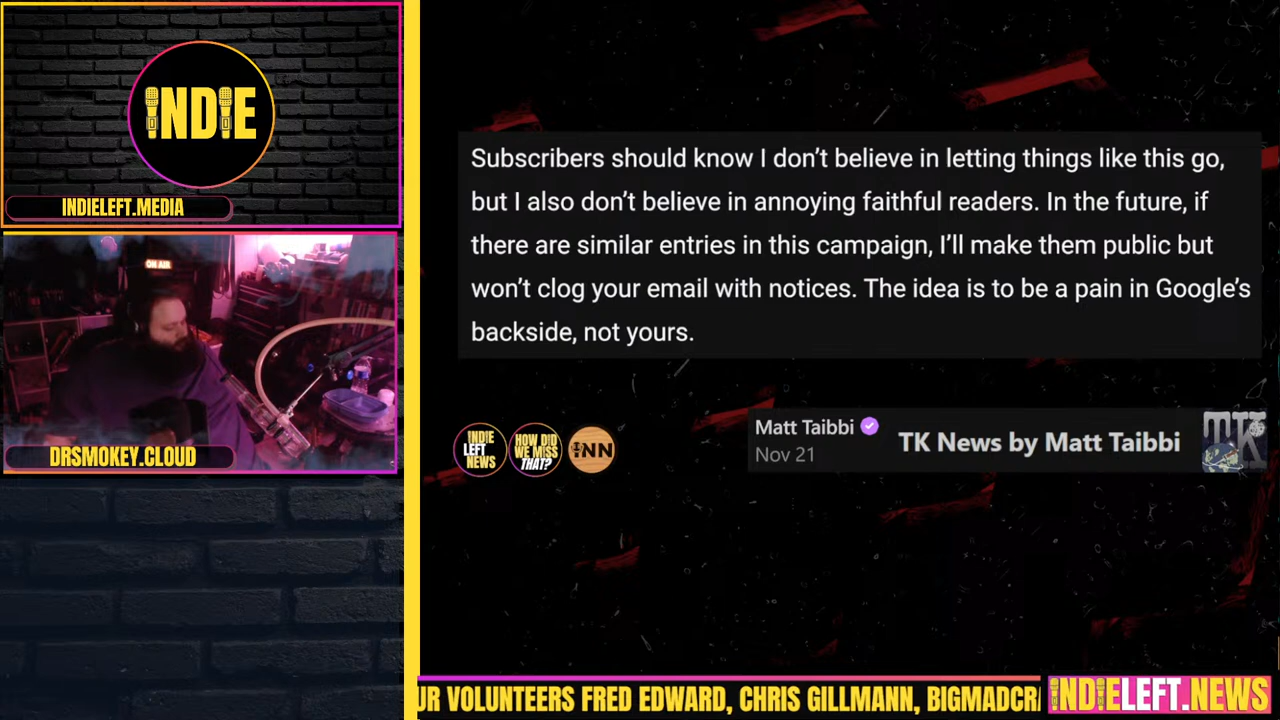 INDIE
INDIELEFT.MEDIA
ON AIR
DRSMOKEY.CLOUD
Subscribers should know I don't believe in letting things like this go,
but I also don't believe in annoying faithful readers. In the future, if
there are similar entries in this campaign, I'll make them public but
won't clog your email with notices. The idea is to be a pain in Google's
backside, not yours.
INDIE
LEFT
NEWS
HOW DID
WE MISS
THAT?
INN
Matt Taibbi
Nov 21
TK News by Matt Taibbi
TK
UR VOLUNTEERS FRED EDWARD, CHRIS GILLMANN, BIGMADCR
INDIELEFT.NEWS